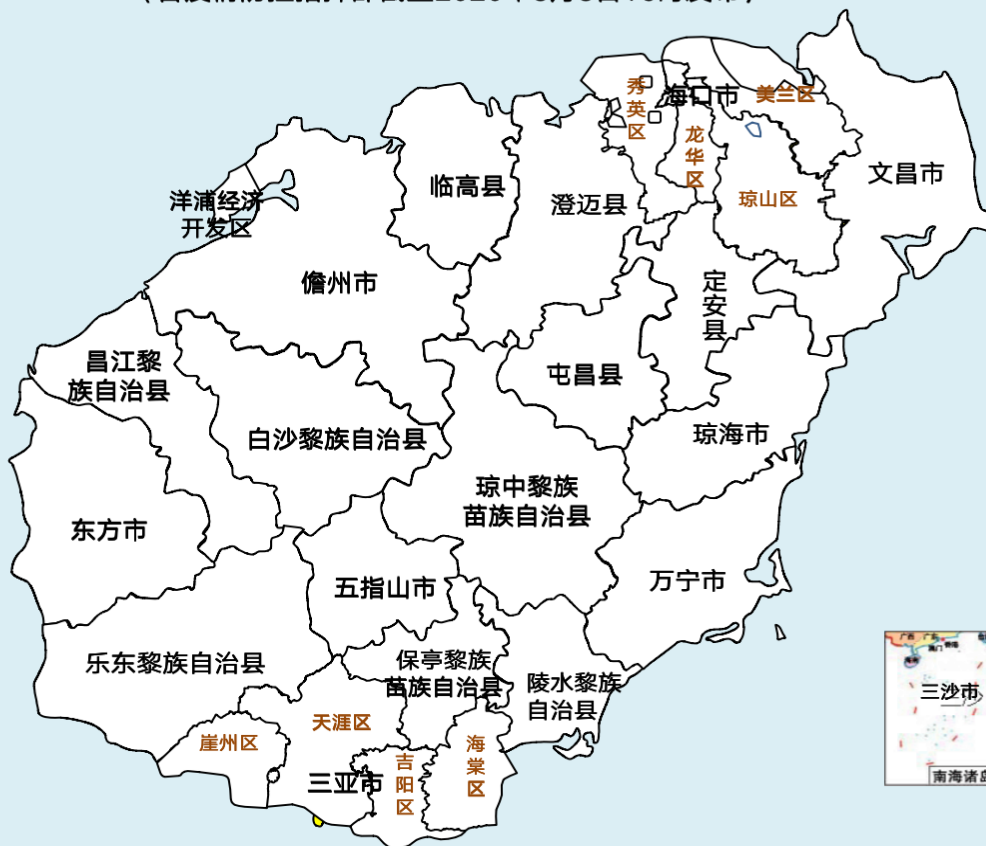 秀英区
海口市
美兰区
龙华区
琼山区
文昌市
临高县
澄迈县
洋浦经济
开发区
儋州市
定安县
昌江黎
族自治县
屯昌县
白沙黎族自治县
琼海市
琼中黎族
苗族自治县
东方市
五指山市
万宁市
乐东黎族自治县
保亭黎族
苗族自治县
陵水黎族
自治县
天涯区
崖州区
海棠区
吉阳区
三亚市
广西
广东
三沙市
南海诸岛